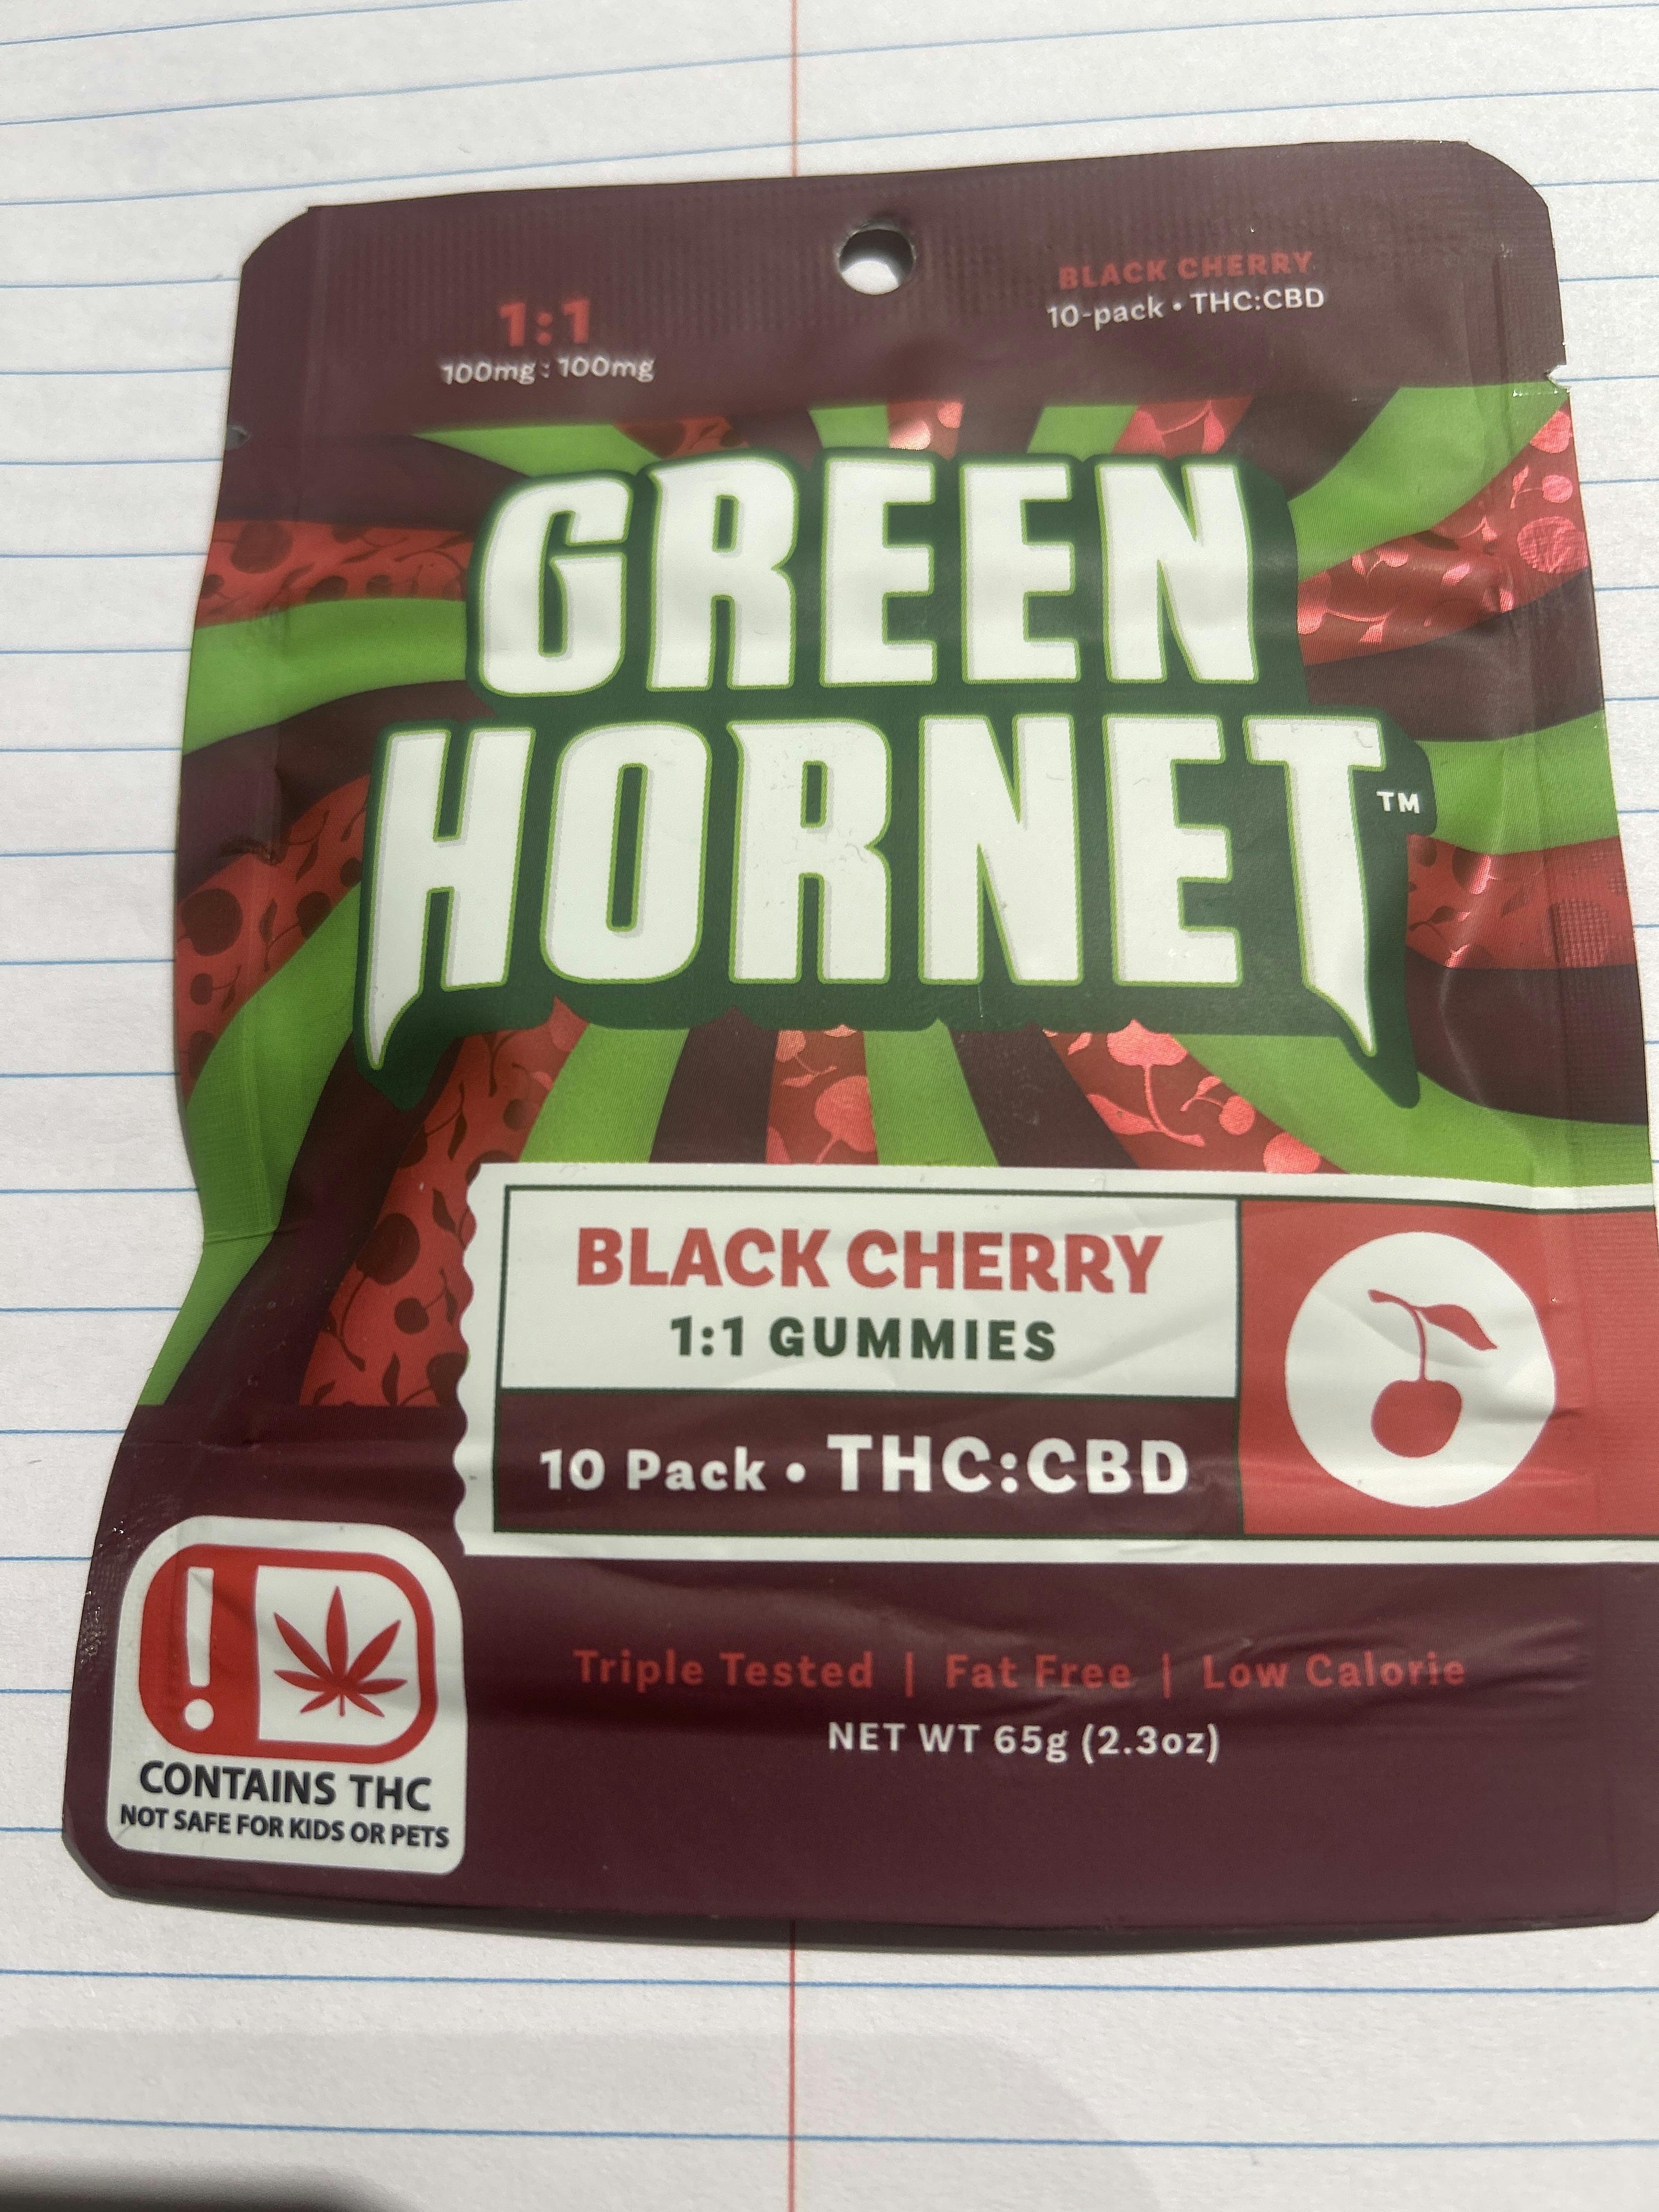 1:1
100mg : 100mg
BLACK CHERRY
10-pack • THC:CBD
GREEN
HORNET™
BLACK CHERRY
1:1 GUMMIES
10 Pack • THC:CBD
!
CONTAINS THC
NOT SAFE FOR KIDS OR PETS
Triple Tested | Fat Free | Low Calorie
NET WT 65g (2.3oz)